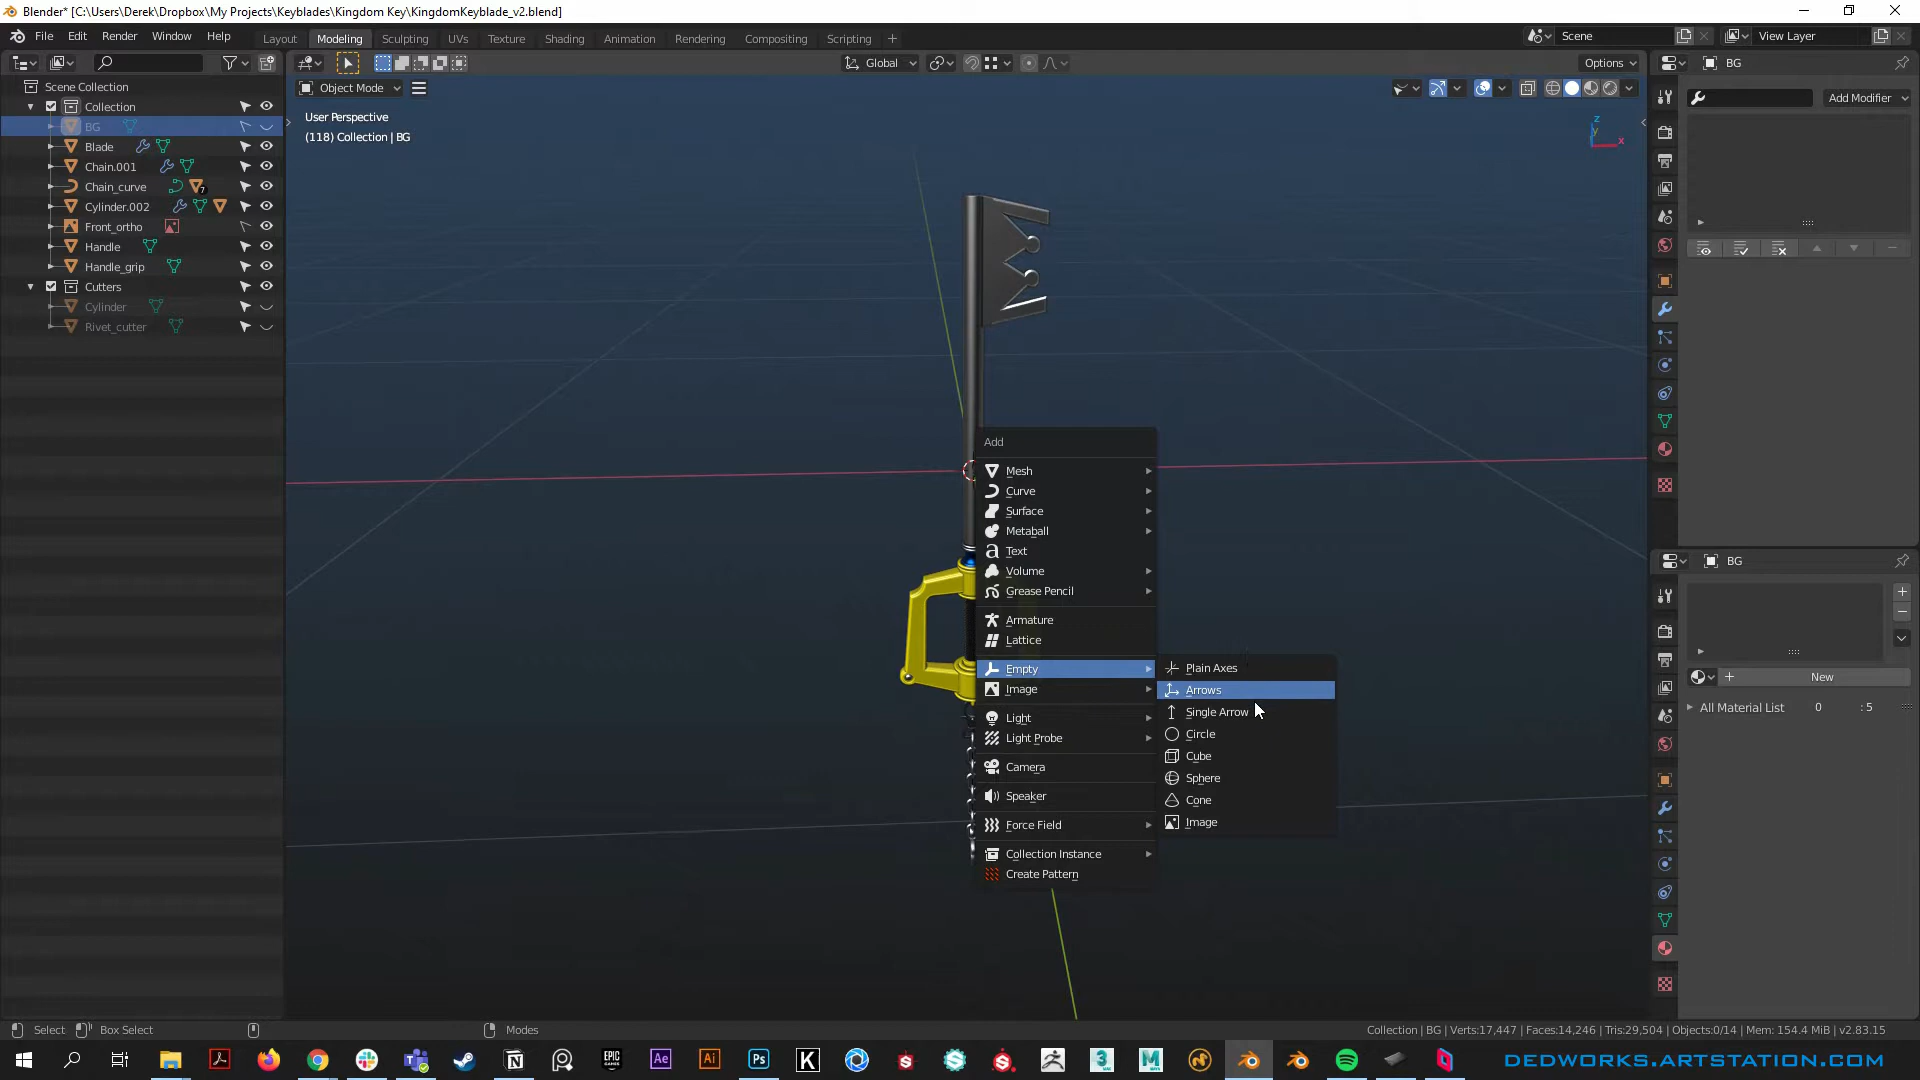 Blender* [C:\Users\Derek\Dropbox\My Projects\Keyblades\Kingdom Key\KingdomKeyblade_v2.blend]
File Edit Render Window Help
Layout Modeling Sculpting UVs Texture Shading Animation Rendering Compositing Scripting +
Scene
View Layer
Global
Options
BG
Object Mode
Add Modifier
Scene Collection
Collection
BG
Blade
Chain.001
Chain_curve
7
Cylinder.002
Front_ortho
Handle
Handle_grip
Cutters
Cylinder
Rivet_cutter
User Perspective
(118) Collection | BG
z
y
x
Add
Mesh
Curve
Surface
Metaball
Text
Volume
Grease Pencil
Armature
Lattice
Empty
Image
Light
Light Probe
Camera
Speaker
Force Field
Collection Instance
Create Pattern
Plain Axes
Arrows
Single Arrow
Circle
Cube
Sphere
Cone
Image
BG
New
All Material List 0 :5
Select
Box Select
Modes
Collection | BG | Verts:17,447 | Faces:14,246 | Tris:29,504 | Objects:0/14 | Mem: 154.4 MiB | v2.83.15
Ae
Ai
Ps
K
3
M
DEDWORKS.ARTSTATION.COM